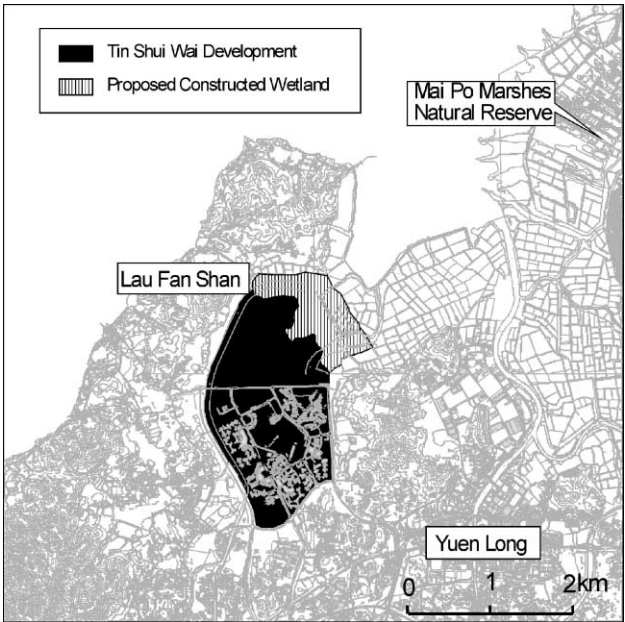 Tin Shui Wai Development
Proposed Constructed Wetland
Mai Po Marshes
Natural Reserve
Lau Fan Shan
Yuen Long
0 1 2km